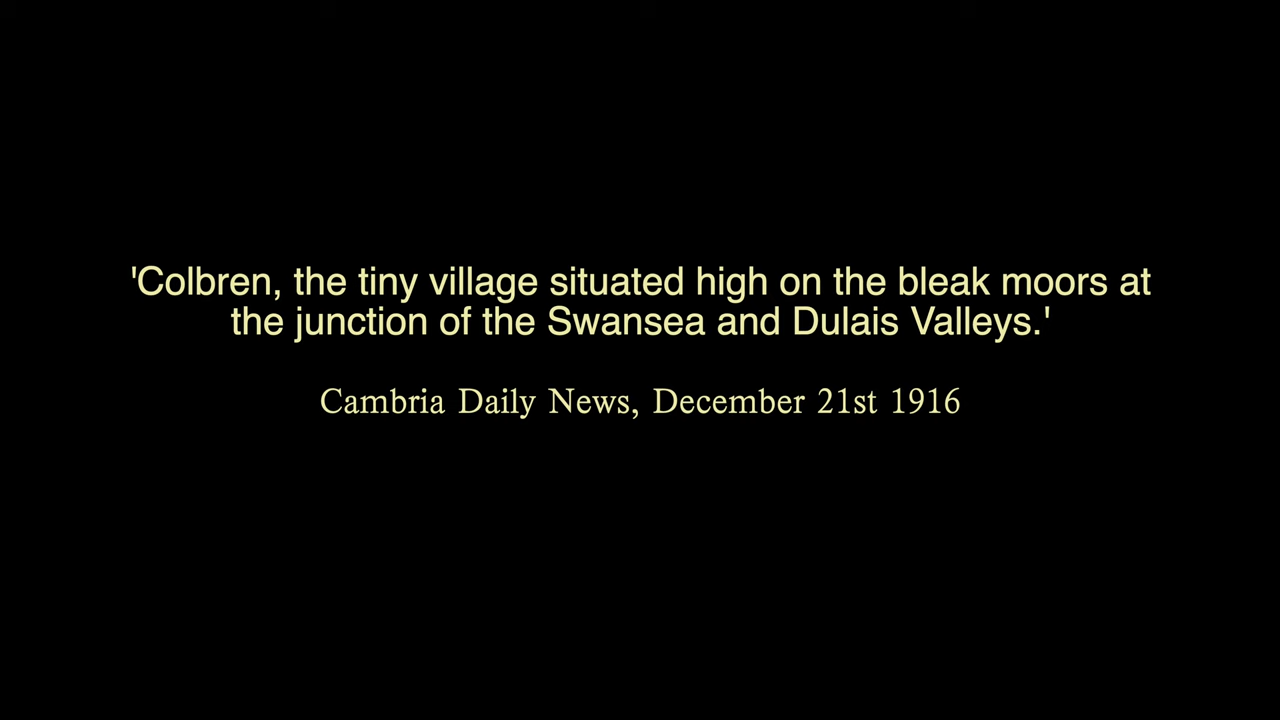 'Colbren, the tiny village situated high on the bleak moors at
the junction of the Swansea and Dulais Valleys.'
Cambria Daily News, December 21st 1916